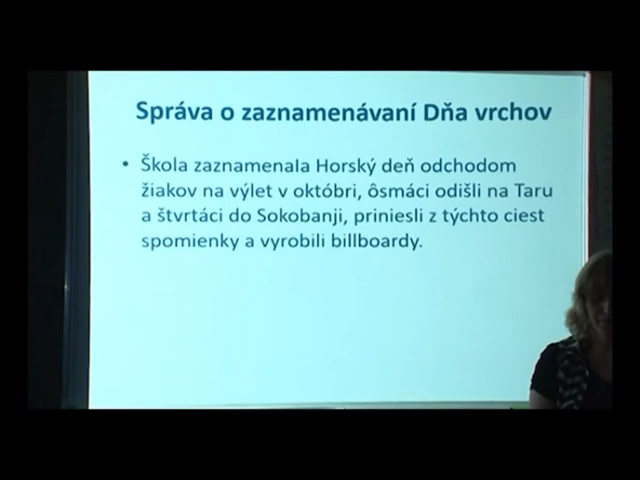 Správa o zaznamenávaní Dňa vrchov
• Škola zaznamenala Horský deň odchodom
žiakov na výlet v októbri, ôsmáci odišli na Taru
a štvrtáci do Sokobanji, priniesli z týchto ciest
spomienky a vyrobili billboardy.